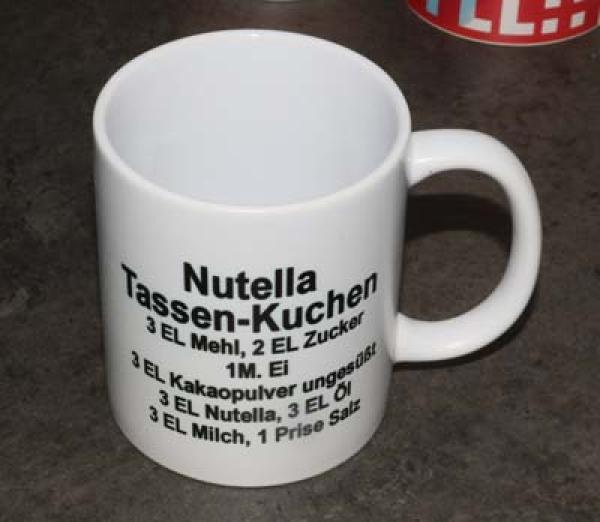 Nutella
Tassen-Kuchen
3 EL Mehl, 2 EL Zucker
1M. Ei
3 EL Kakaopulver ungesüßt
3 EL Nutella, 3 EL Öl
3 EL Milch, 1 Prise Salz